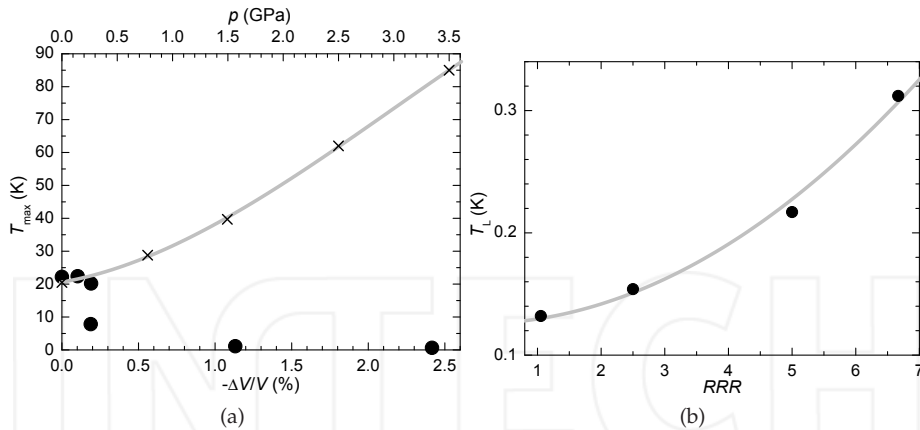 p (GPa)
0.0 0.5 1.0 1.5 2.0 2.5 3.0 3.5
90
80
70
60
50
40
30
20
10
0
T_max (K)
0.0 0.5 1.0 1.5 2.0 2.5
-ΔV/V (%)
(a)
0.3
0.2
0.1
T_L (K)
1 2 3 4 5 6 7
RRR
(b)
INTECH